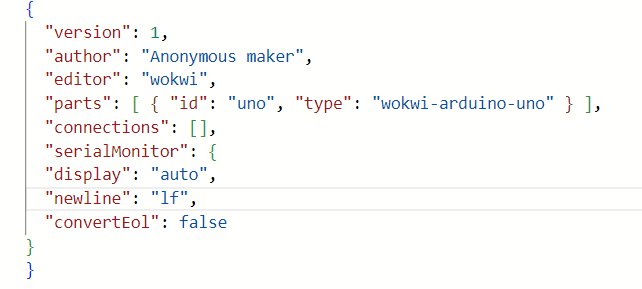 {
"version": 1,
"author": "Anonymous maker",
"editor": "wokwi",
"parts": [ { "id": "uno", "type": "wokwi-arduino-uno" } ],
"connections": [],
"serialMonitor": {
"display": "auto",
"newline": "lf",
"convertEol": false
}
}